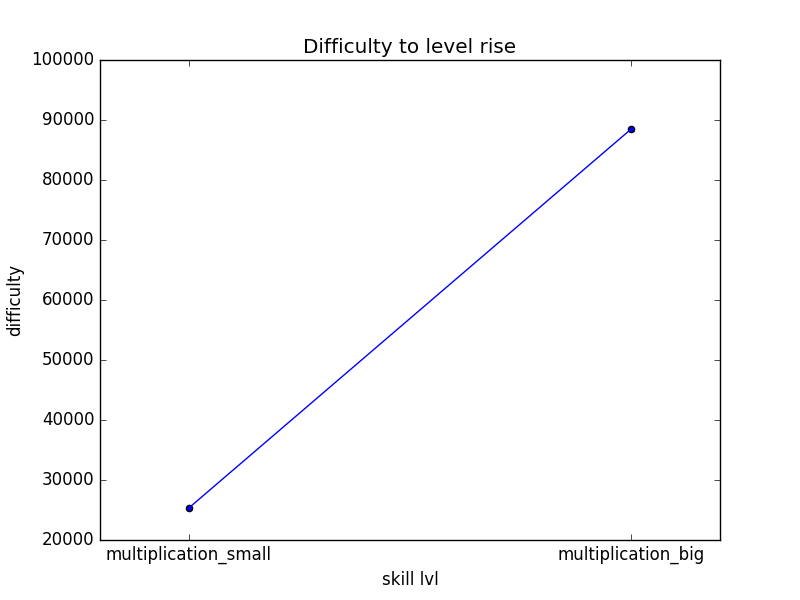 Difficulty to level rise
100000
90000
80000
70000
60000
50000
40000
30000
20000
difficulty
multiplication_small multiplication_big
skill lvl